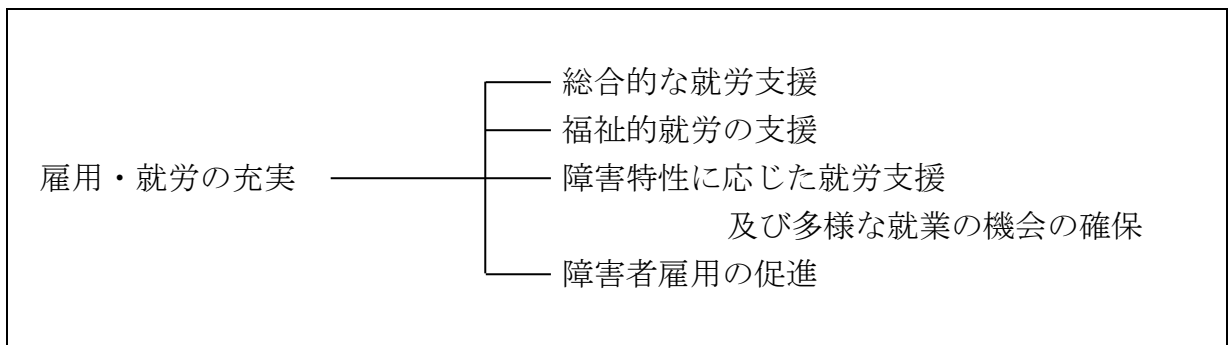 総合的な就労支援
福祉的就労の支援
雇用・就労の充実
障害特性に応じた就労支援
及び多様な就業の機会の確保
障害者雇用の促進